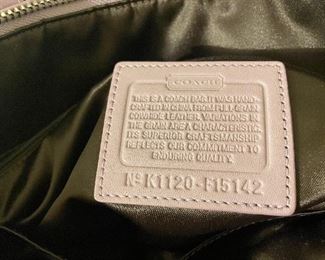 COACH
THIS IS A COACH BAG. IT WAS HAND-
CRAFTED IN CHINA FROM FULL GRAIN
COWHIDE LEATHER. VARIATIONS IN
THE GRAIN ARE A CHARACTERISTIC.
ITS SUPERIOR CRAFTSMANSHIP
REFLECTS OUR COMMITMENT TO
ENDURING QUALITY.
Nº K1120-F15142